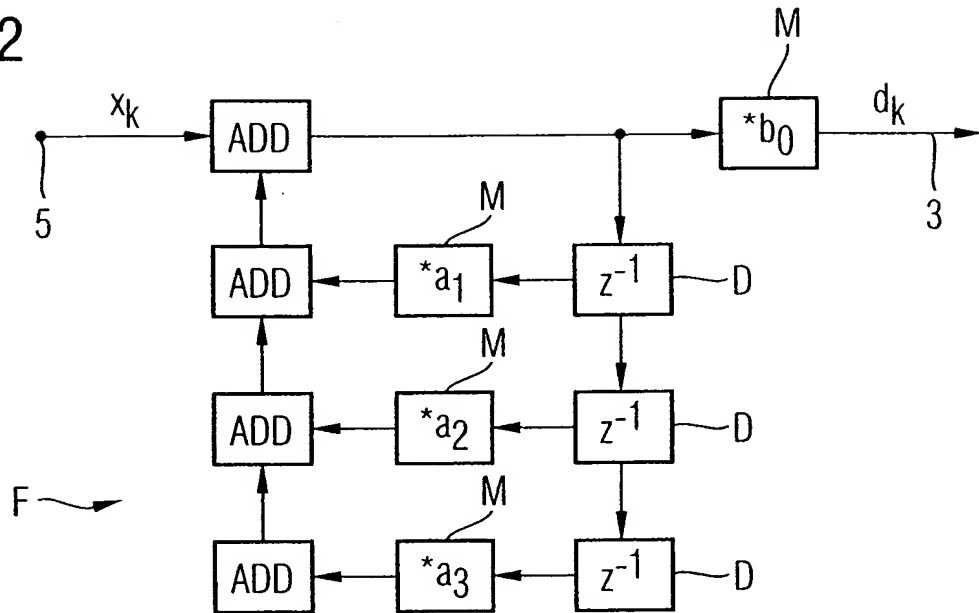 2
M
x_k
ADD
*b_0
d_k
5
3
M
ADD
*a_1
z^-1
D
M
ADD
*a_2
z^-1
D
F
M
ADD
*a_3
z^-1
D